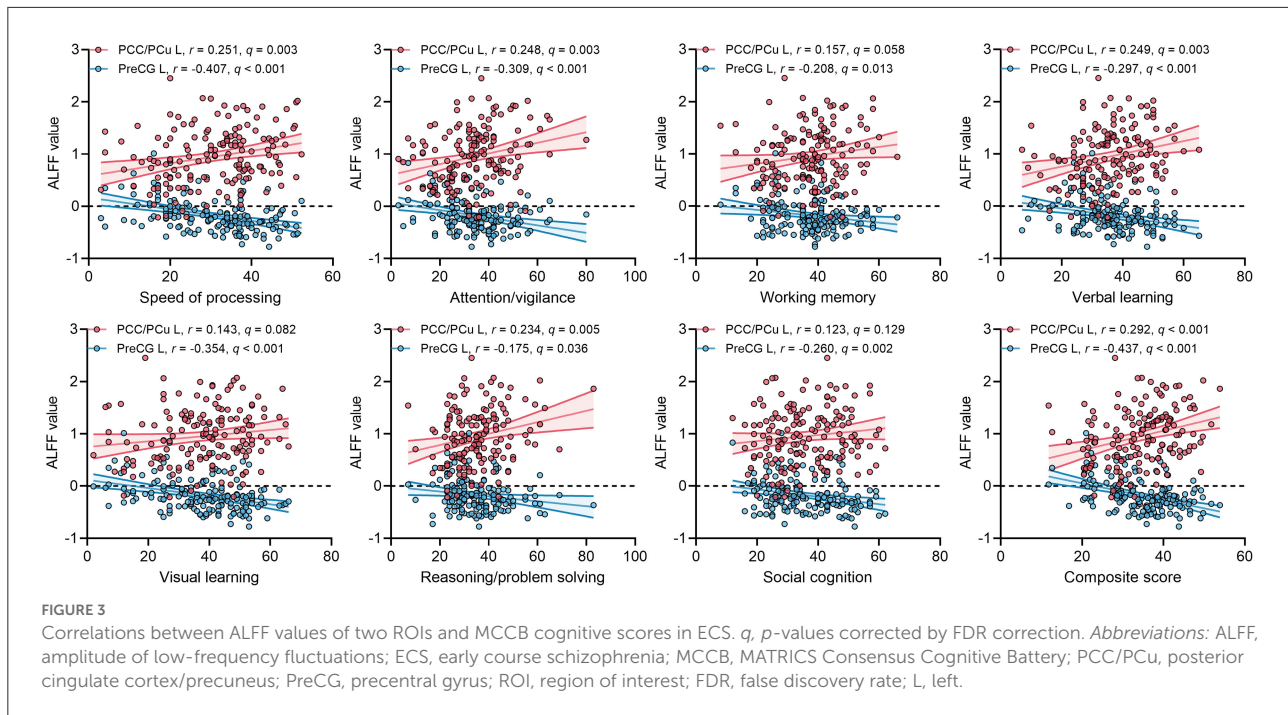 PCC/PCu L, r = 0.251, q = 0.003
PreCG L, r = -0.407, q < 0.001
3
2
1
0
-1
ALFF value
0 20 40 60
Speed of processing
PCC/PCu L, r = 0.248, q = 0.003
PreCG L, r = -0.309, q < 0.001
3
2
1
0
-1
ALFF value
0 20 40 60 80 100
Attention/vigilance
PCC/PCu L, r = 0.157, q = 0.058
PreCG L, r = -0.208, q = 0.013
3
2
1
0
-1
ALFF value
0 20 40 60 80
Working memory
PCC/PCu L, r = 0.249, q = 0.003
PreCG L, r = -0.297, q < 0.001
3
2
1
0
-1
ALFF value
0 20 40 60 80
Verbal learning
PCC/PCu L, r = 0.143, q = 0.082
PreCG L, r = -0.354, q < 0.001
3
2
1
0
-1
ALFF value
0 20 40 60 80
Visual learning
PCC/PCu L, r = 0.234, q = 0.005
PreCG L, r = -0.175, q = 0.036
3
2
1
0
-1
ALFF value
0 20 40 60 80 100
Reasoning/problem solving
PCC/PCu L, r = 0.123, q = 0.129
PreCG L, r = -0.260, q = 0.002
3
2
1
0
-1
ALFF value
0 20 40 60 80
Social cognition
PCC/PCu L, r = 0.292, q < 0.001
PreCG L, r = -0.437, q < 0.001
3
2
1
0
-1
ALFF value
0 20 40 60
Composite score
FIGURE 3
Correlations between ALFF values of two ROIs and MCCB cognitive scores in ECS. q, p-values corrected by FDR correction. Abbreviations: ALFF,
amplitude of low-frequency fluctuations; ECS, early course schizophrenia; MCCB, MATRICS Consensus Cognitive Battery; PCC/PCu, posterior
cingulate cortex/precuneus; PreCG, precentral gyrus; ROI, region of interest; FDR, false discovery rate; L, left.